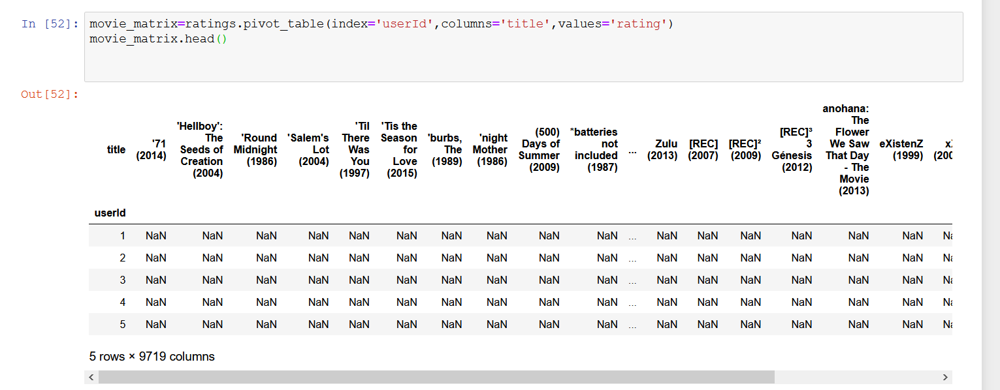 In [52]: movie_matrix=ratings.pivot_table(index='userId',columns='title',values='rating')
movie_matrix.head()
Out[52]:
title '71 (2014) 'Hellboy': The Seeds of Creation (2004) 'Round Midnight (1986) 'Salem's Lot (2004) 'Til There Was You (1997) 'Tis the Season for Love (2015) 'burbs, The (1989) 'night Mother (1986) (500) Days of Summer (2009) *batteries not included (1987) ... Zulu (2013) [REC] (2007) [REC]² (2009) [REC]³ 3 Génesis (2012) anohana: The Flower We Saw That Day - The Movie (2013) eXistenZ (1999)
userId
1 NaN NaN NaN NaN NaN NaN NaN NaN NaN NaN ... NaN NaN NaN NaN NaN NaN
2 NaN NaN NaN NaN NaN NaN NaN NaN NaN NaN ... NaN NaN NaN NaN NaN NaN
3 NaN NaN NaN NaN NaN NaN NaN NaN NaN NaN ... NaN NaN NaN NaN NaN NaN
4 NaN NaN NaN NaN NaN NaN NaN NaN NaN NaN ... NaN NaN NaN NaN NaN NaN
5 NaN NaN NaN NaN NaN NaN NaN NaN NaN NaN ... NaN NaN NaN NaN NaN NaN
5 rows × 9719 columns